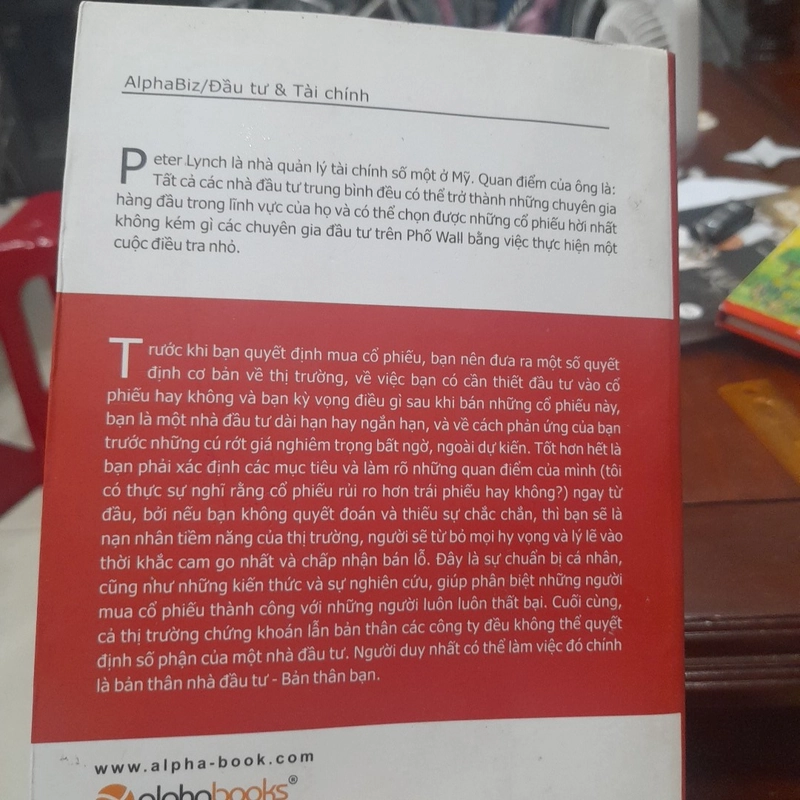 AlphaBiz/Đầu tư & Tài chính
Peter Lynch là nhà quản lý tài chính số một ở Mỹ. Quan điểm của ông là:
Tất cả các nhà đầu tư trung bình đều có thể trở thành những chuyên gia
hàng đầu trong lĩnh vực của họ và có thể chọn được những cổ phiếu hời nhất
không kém gì các chuyên gia đầu tư trên Phố Wall bằng việc thực hiện một
cuộc điều tra nhỏ.
Trước khi bạn quyết định mua cổ phiếu, bạn nên đưa ra một số quyết
định cơ bản về thị trường, về việc bạn có cần thiết đầu tư vào cổ
phiếu hay không và bạn kỳ vọng điều gì sau khi bán những cổ phiếu này,
bạn là một nhà đầu tư dài hạn hay ngắn hạn, và về cách phản ứng của bạn
trước những cú rớt giá nghiêm trọng bất ngờ, ngoài dự kiến. Tốt hơn hết là
bạn phải xác định các mục tiêu và làm rõ những quan điểm của mình (tôi
có thực sự nghĩ rằng cổ phiếu rủi ro hơn trái phiếu hay không?) ngay từ
đầu, bởi nếu bạn không quyết đoán và thiếu sự chắc chắn, thì bạn sẽ là
nạn nhân tiềm năng của thị trường, người sẽ từ bỏ mọi hy vọng và lý lẽ vào
thời khắc cam go nhất và chấp nhận bán lỗ. Đây là sự chuẩn bị cá nhân,
cũng như những kiến thức và sự nghiên cứu, giúp phân biệt những người
mua cổ phiếu thành công với những người luôn luôn thất bại. Cuối cùng,
cả thị trường chứng khoán lẫn bản thân các công ty đều không thể quyết
định số phận của một nhà đầu tư. Người duy nhất có thể làm việc đó chính
là bản thân nhà đầu tư - Bản thân bạn.
www.alpha-book.com
alphabooks®